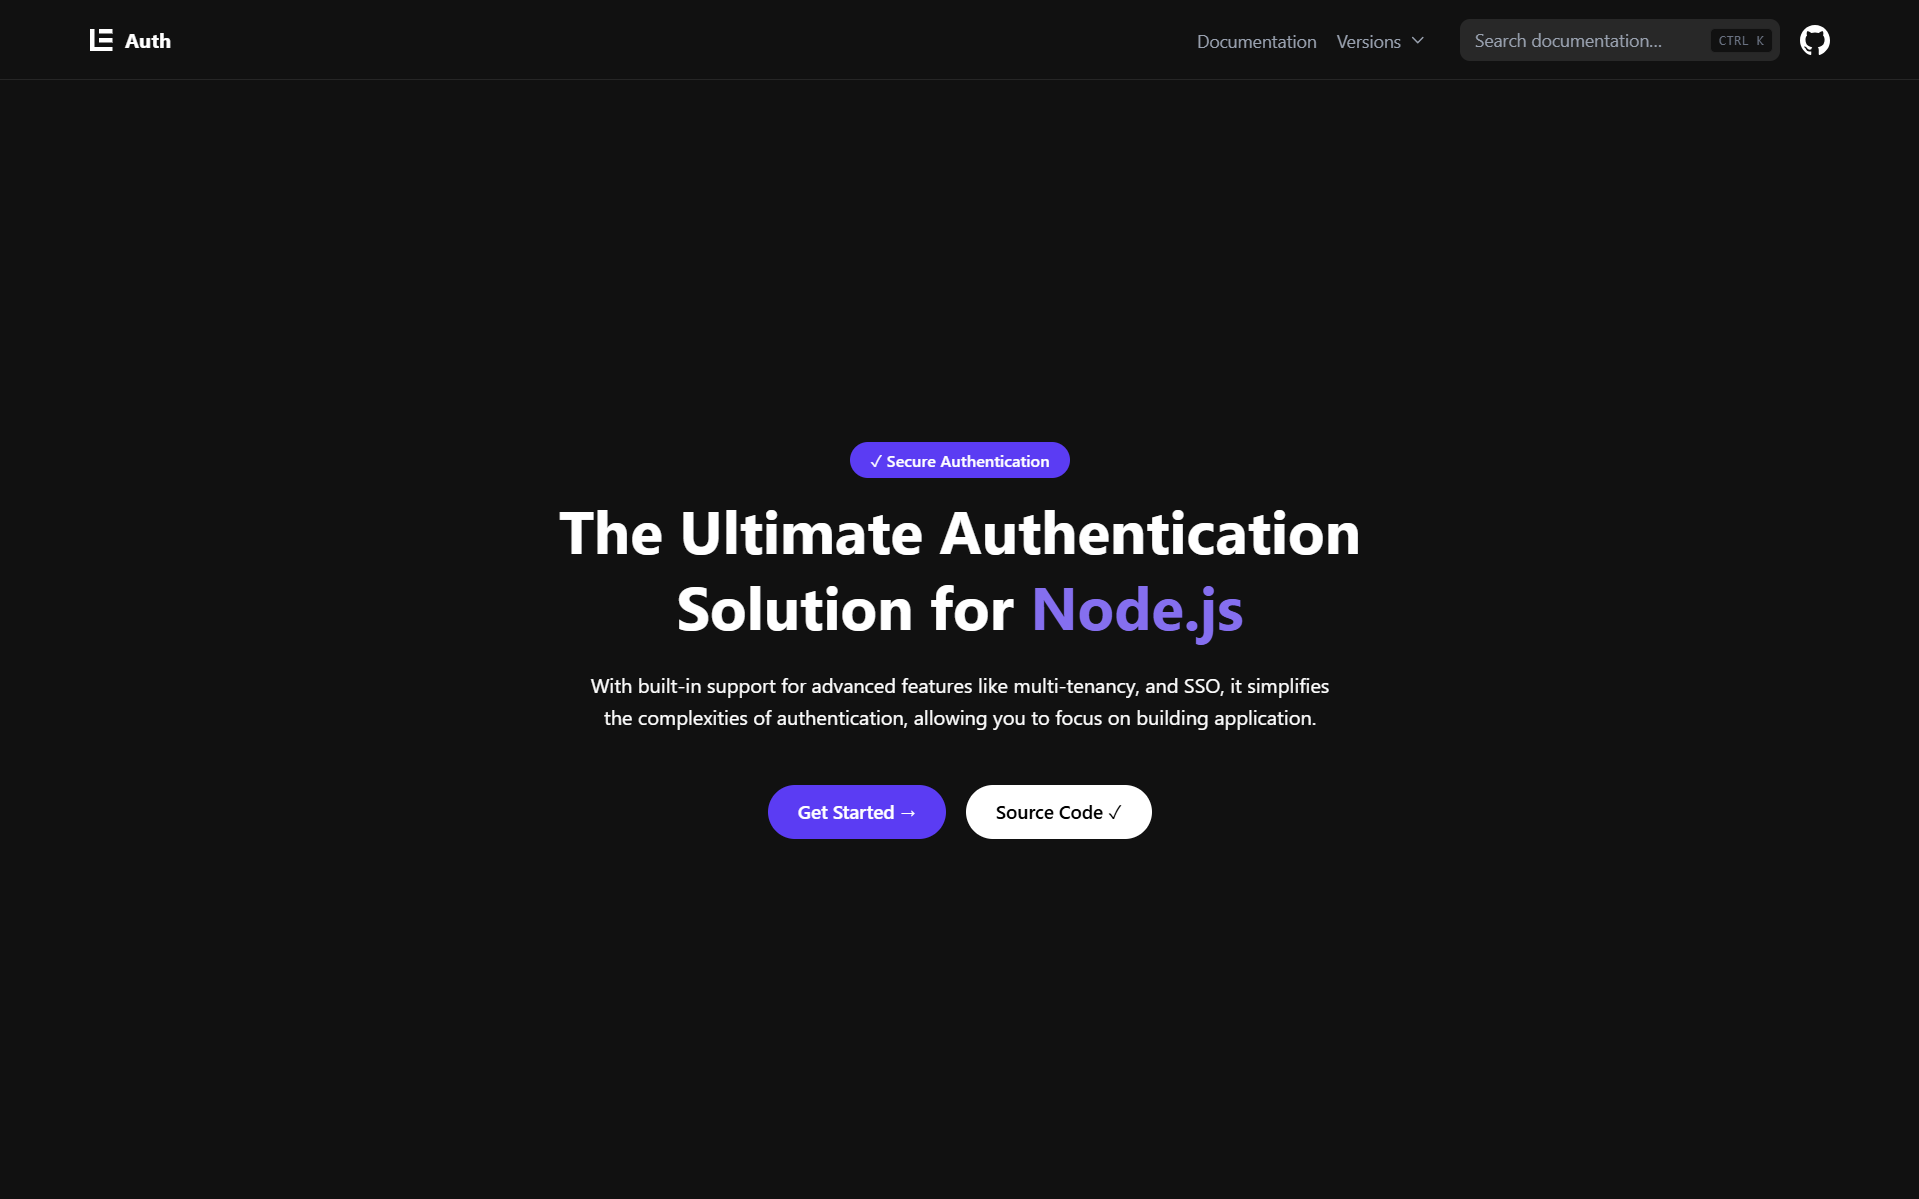 Auth
Documentation
Versions
Search documentation...
CTRL K
✓ Secure Authentication
The Ultimate Authentication
Solution for Node.js
With built-in support for advanced features like multi-tenancy, and SSO, it simplifies
the complexities of authentication, allowing you to focus on building application.
Get Started →
Source Code ✓